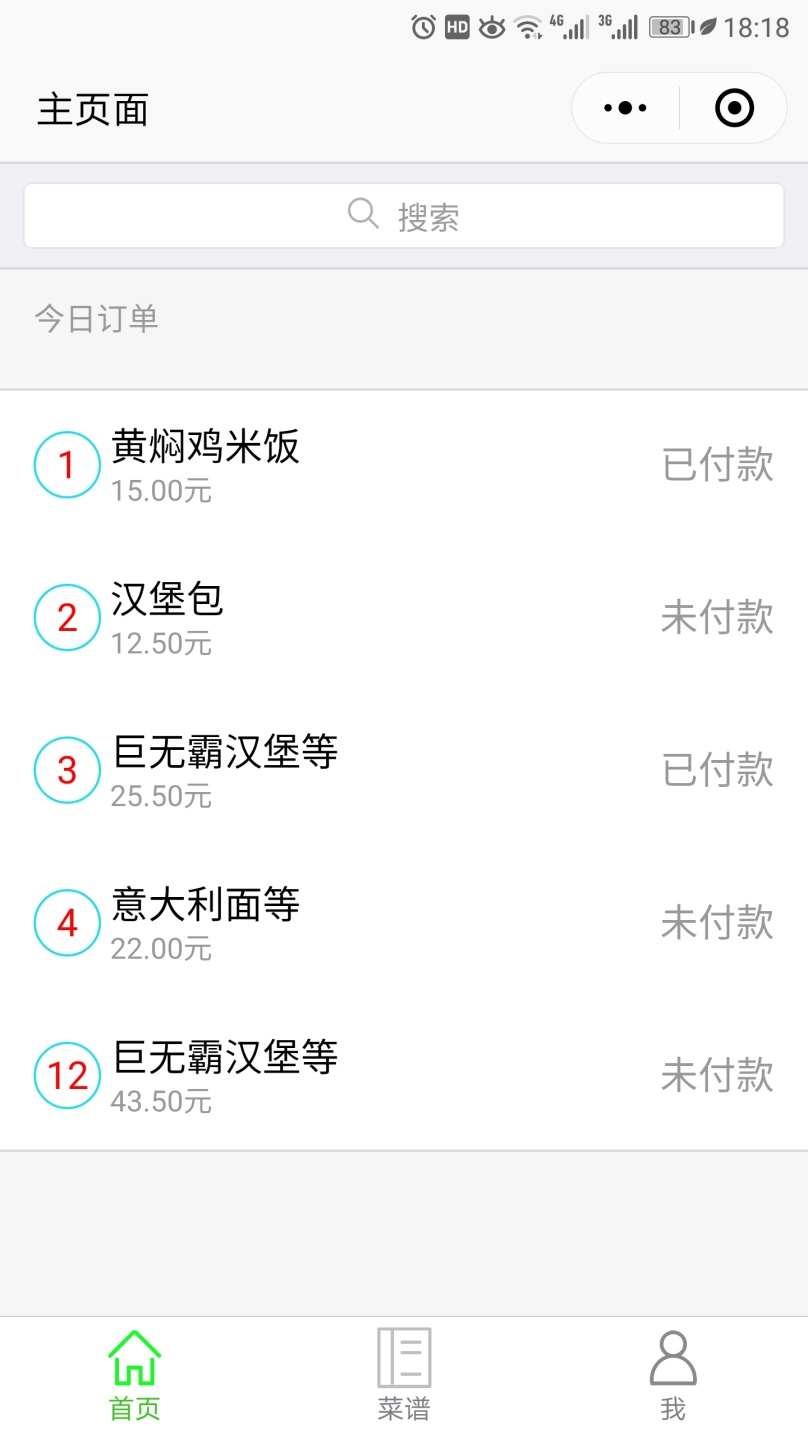 HD 4G 3G 83 18:18
主页面
搜索
今日订单
1 黄焖鸡米饭 已付款
15.00元
2 汉堡包 未付款
12.50元
3 巨无霸汉堡等 已付款
25.50元
4 意大利面等 未付款
22.00元
12 巨无霸汉堡等 未付款
43.50元
首页 菜谱 我